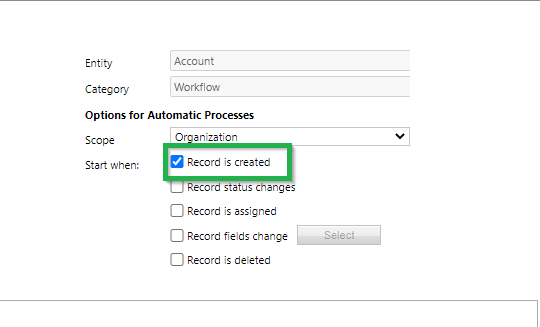 Entity Account
Category Workflow
Options for Automatic Processes
Scope Organization
Start when: Record is created
Record status changes
Record is assigned
Record fields change Select
Record is deleted